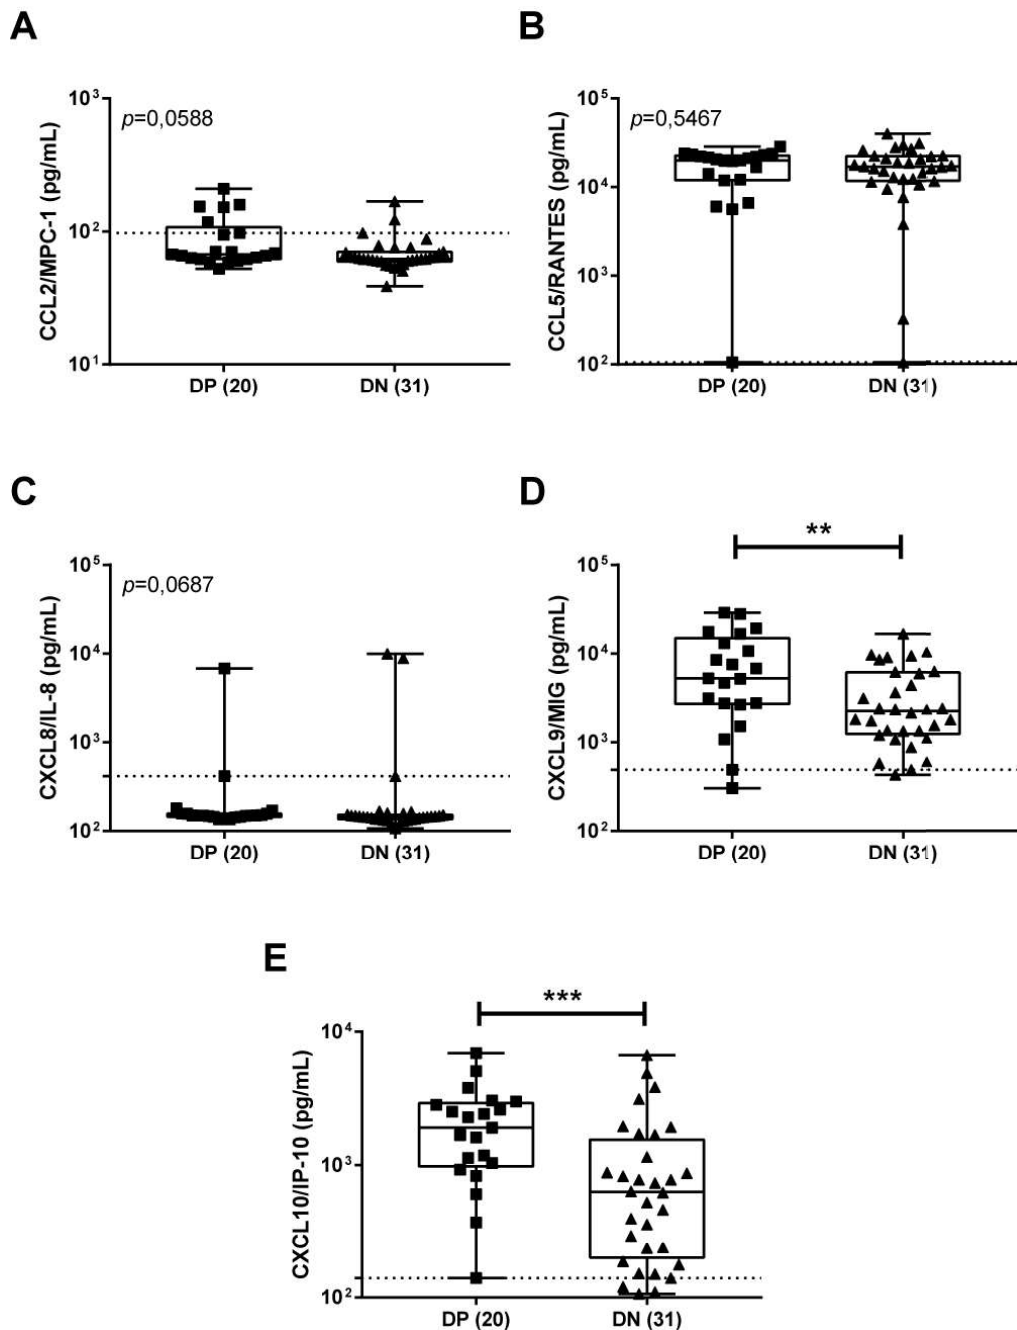 A
CCL2/MPC-1 (pg/mL)
p=0,0588
10³
10²
10¹
DP (20)
DN (31)
B
CCL5/RANTES (pg/mL)
p=0,5467
10⁵
10⁴
10³
10²
DP (20)
DN (31)
C
CXCL8/IL-8 (pg/mL)
p=0,0687
10⁵
10⁴
10³
10²
DP (20)
DN (31)
D
CXCL9/MIG (pg/mL)
**
10⁵
10⁴
10³
10²
DP (20)
DN (31)
E
CXCL10/IP-10 (pg/mL)
***
10⁴
10³
10²
DP (20)
DN (31)